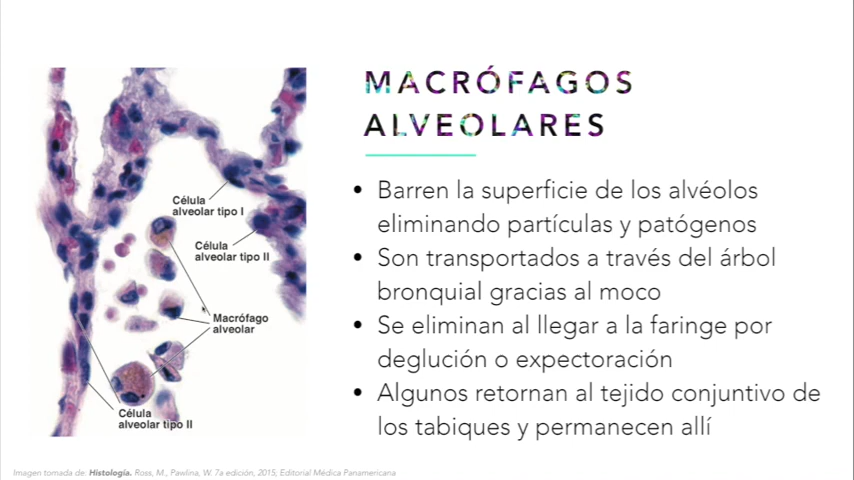 MACRÓFAGOS
ALVEOLARES
Célula
alveolar tipo I
Célula
alveolar tipo II
Macrófago
alveolar
Célula
alveolar tipo II
• Barren la superficie de los alvéolos
eliminando partículas y patógenos
• Son transportados a través del árbol
bronquial gracias al moco
• Se eliminan al llegar a la faringe por
deglución o expectoración
• Algunos retornan al tejido conjuntivo de
los tabiques y permanecen allí
Imagen tomada de: Histología. Ross, M., Pawlina, W. 7a edición, 2015; Editorial Médica Panamericana